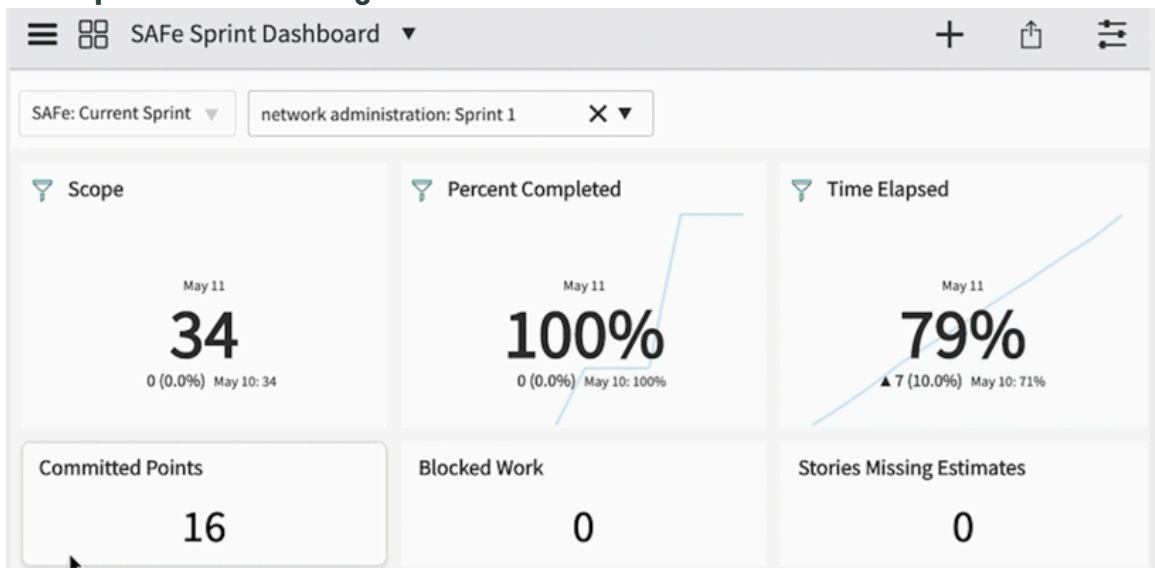 SAFe Sprint Dashboard ▼
SAFe: Current Sprint ▼
network administration: Sprint 1 X ▼
Scope
May 11
34
0 (0.0%) May 10: 34
Percent Completed
May 11
100%
0 (0.0%) May 10: 100%
Time Elapsed
May 11
79%
▲ 7 (10.0%) May 10: 71%
Committed Points
16
Blocked Work
0
Stories Missing Estimates
0